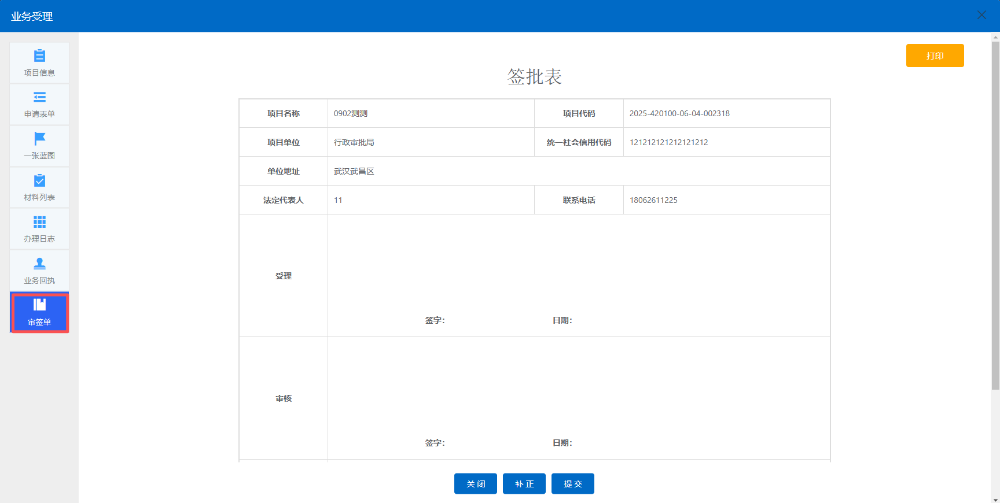 业务受理
项目信息
申请表单
一张蓝图
材料列表
办理日志
业务回执
审签单
打印
签批表
项目名称 0902测测 项目代码 2025-420100-06-04-002318
项目单位 行政审批局 统一社会信用代码 121212121212121212
单位地址 武汉武昌区
法定代表人 11 联系电话 18062611225
受理
签字: 日期:
审核
签字: 日期:
关闭 补正 提交